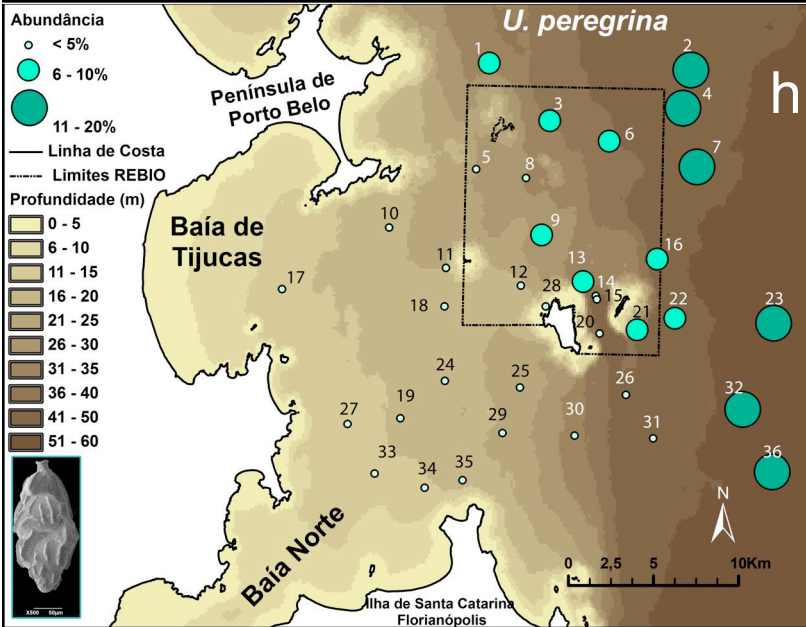 Abundância
< 5%
6 - 10%
11 - 20%
Linha de Costa
Limites REBIO
Profundidade (m)
0 - 5
6 - 10
11 - 15
16 - 20
21 - 25
26 - 30
31 - 35
36 - 40
41 - 50
51 - 60
X500 50µm
U. peregrina
h
Península de
Porto Belo
Baía de
Tijucas
Baía Norte
Ilha de Santa Catarina
Florianópolis
1
2
3
4
5
6
7
8
9
10
11
12
13
14
15
16
17
18
19
20
21
22
23
24
25
26
27
28
29
30
31
32
33
34
35
36
N
0 2,5 5 10Km